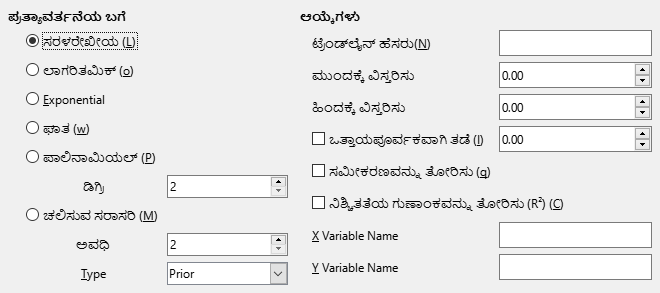 ಪ್ರತ್ಯಾವರ್ತನೆಯ ಬಗೆ
ಸರಳರೇಖೀಯ (L)
ಲಾಗರಿತಮಿಕ್ (o)
Exponential
ಘಾತ (w)
ಪಾಲಿನಾಮಿಯಲ್ (P)
ಡಿಗ್ರಿ 2
ಚಲಿಸುವ ಸರಾಸರಿ (M)
ಅವಧಿ 2
Type Prior
ಆಯ್ಕೆಗಳು
ಟ್ರೆಂಡ್‌ಲೈನ್ ಹೆಸರು(N)
ಮುಂದಕ್ಕೆ ವಿಸ್ತರಿಸು 0.00
ಹಿಂದಕ್ಕೆ ವಿಸ್ತರಿಸು 0.00
ಒತ್ತಾಯಪೂರ್ವಕವಾಗಿ ತಡೆ (I) 0.00
ಸಮೀಕರಣವನ್ನು ತೋರಿಸು (q)
ನಿಶ್ಚಿತತೆಯ ಗುಣಾಂಕವನ್ನು ತೋರಿಸು (R²) (C)
X Variable Name
Y Variable Name